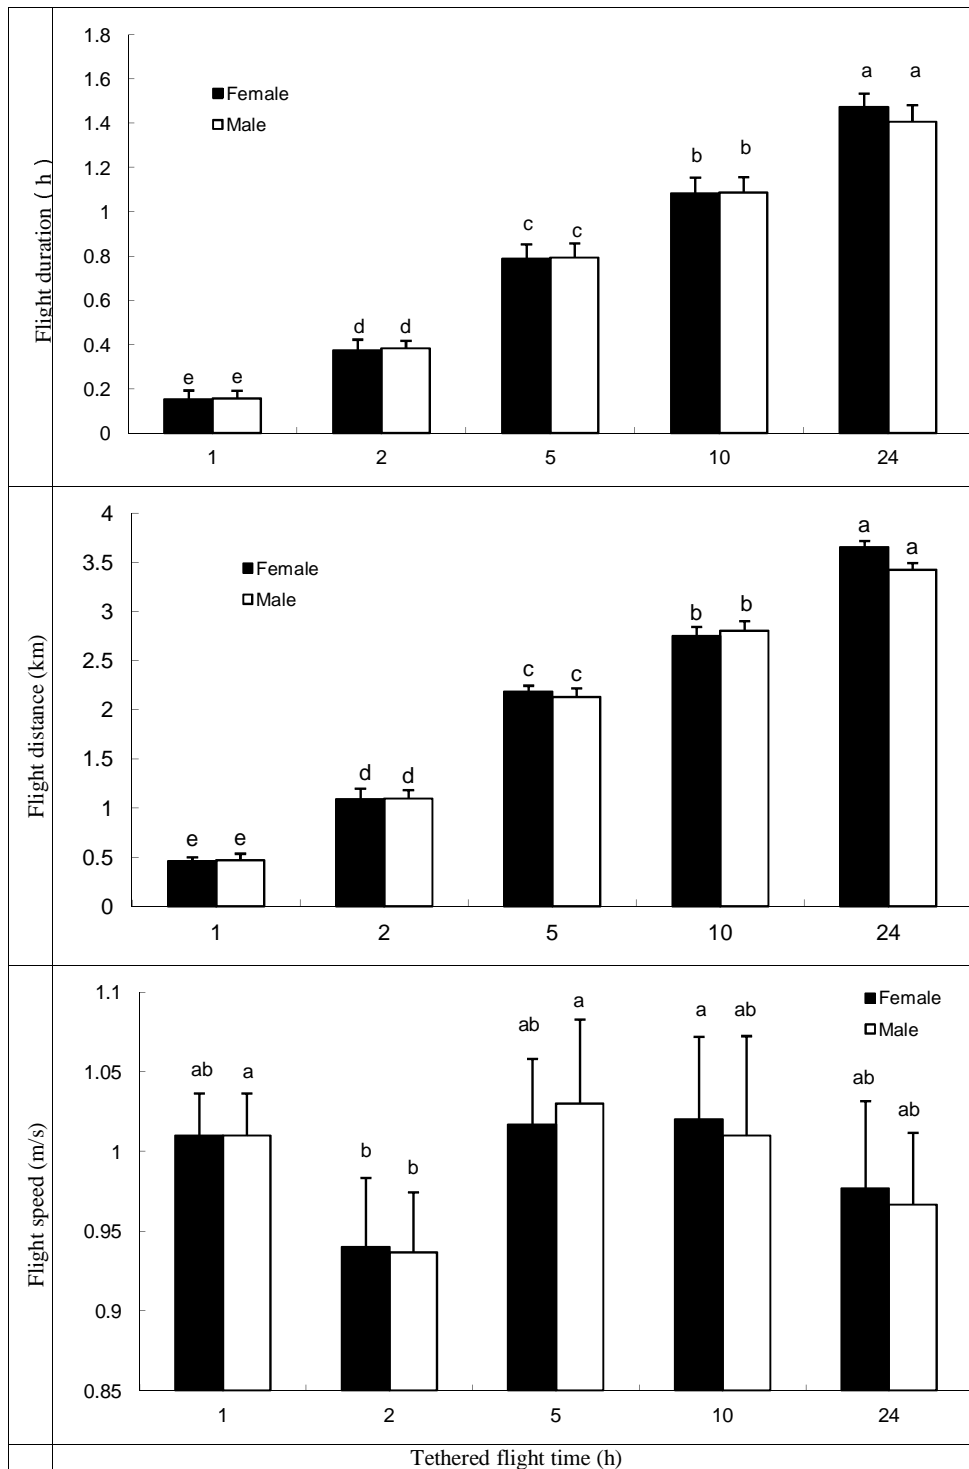 Flight duration ( h )
1.8
1.6
1.4
1.2
1
0.8
0.6
0.4
0.2
0
Female
Male
e e d d c c b b a a
1 2 5 10 24
Flight distance (km)
4
3.5
3
2.5
2
1.5
1
0.5
0
Female
Male
e e d d c c b b a a
1 2 5 10 24
Flight speed (m/s)
1.1
1.05
1
0.95
0.9
0.85
Female
Male
ab a b b ab a a ab ab ab
1 2 5 10 24
Tethered flight time (h)